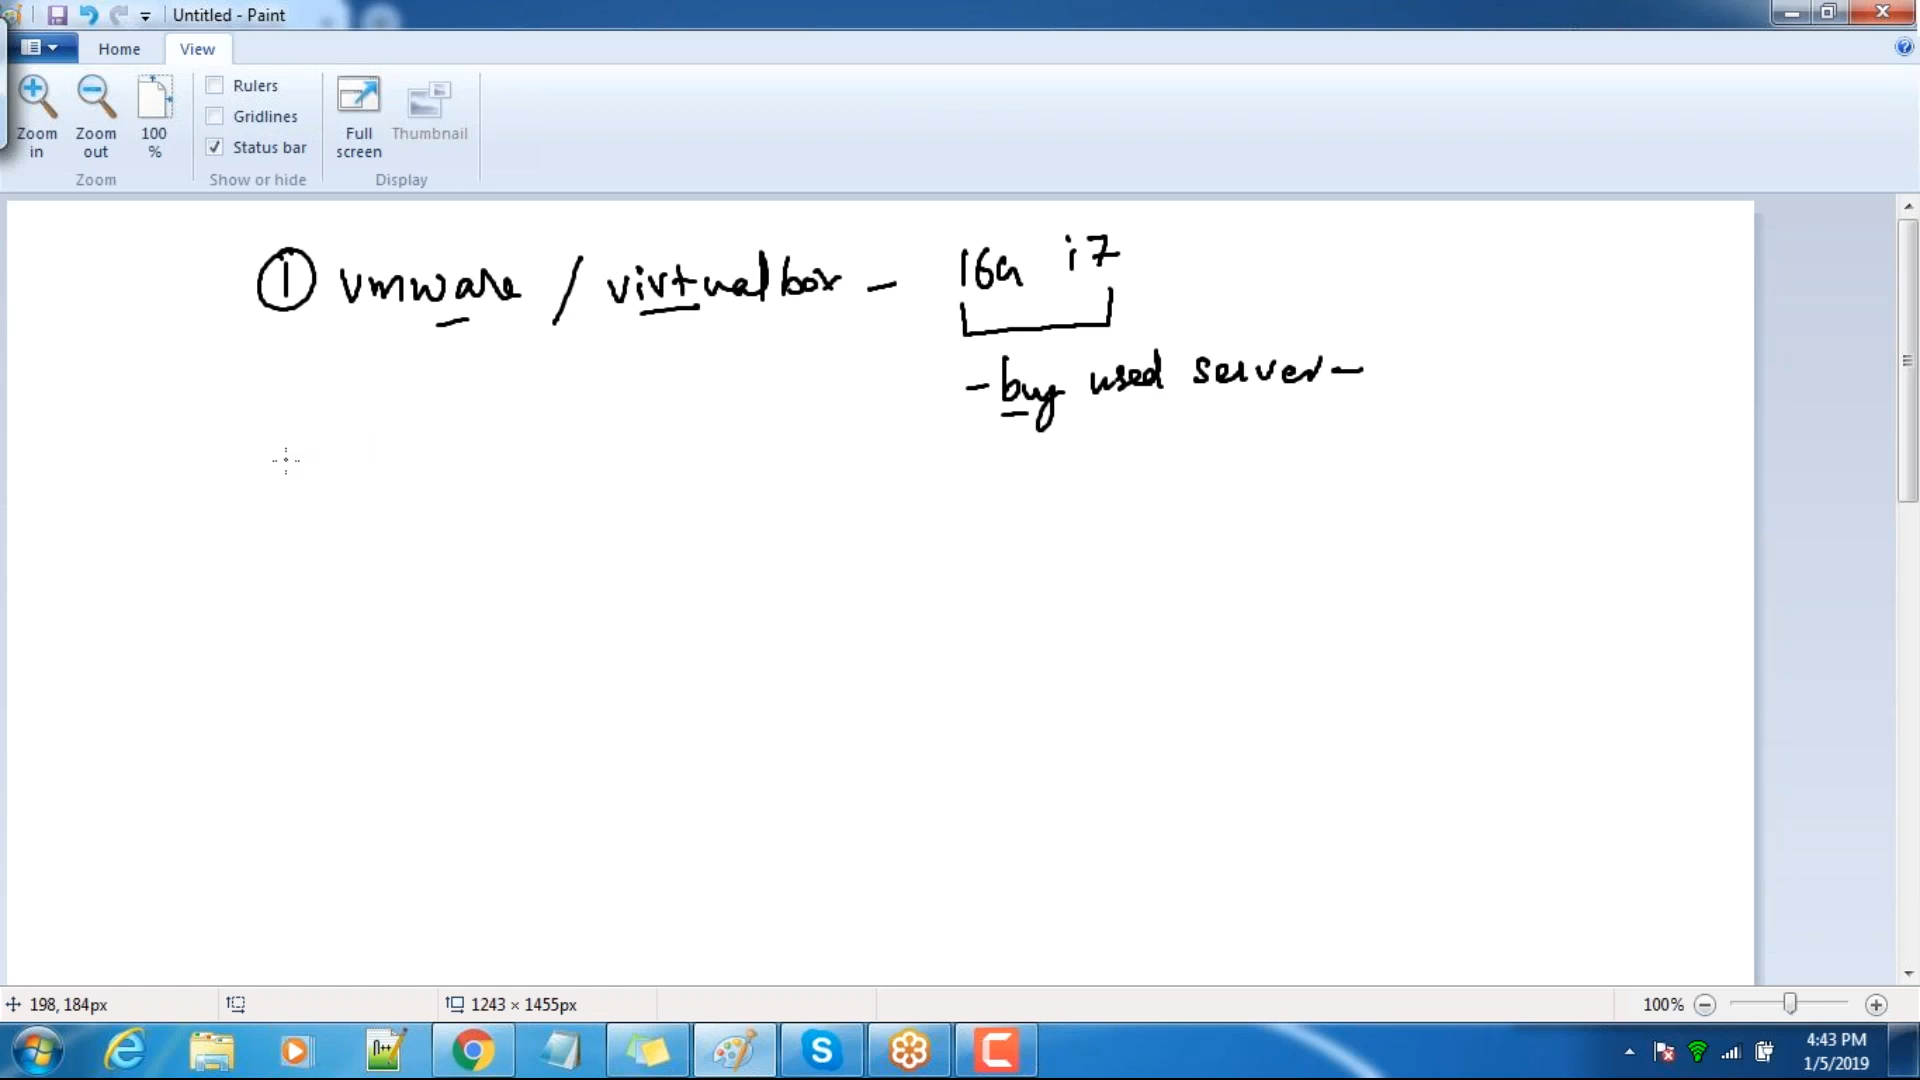 Untitled - Paint
Home View
Zoom in
Zoom out
100 %
Rulers
Gridlines
Status bar
Full screen
Thumbnail
Zoom
Show or hide
Display
① vmware / virtualbox - 16G i7
- buy used server -
198, 184px
1243 × 1455px
100%
4:43 PM
1/5/2019